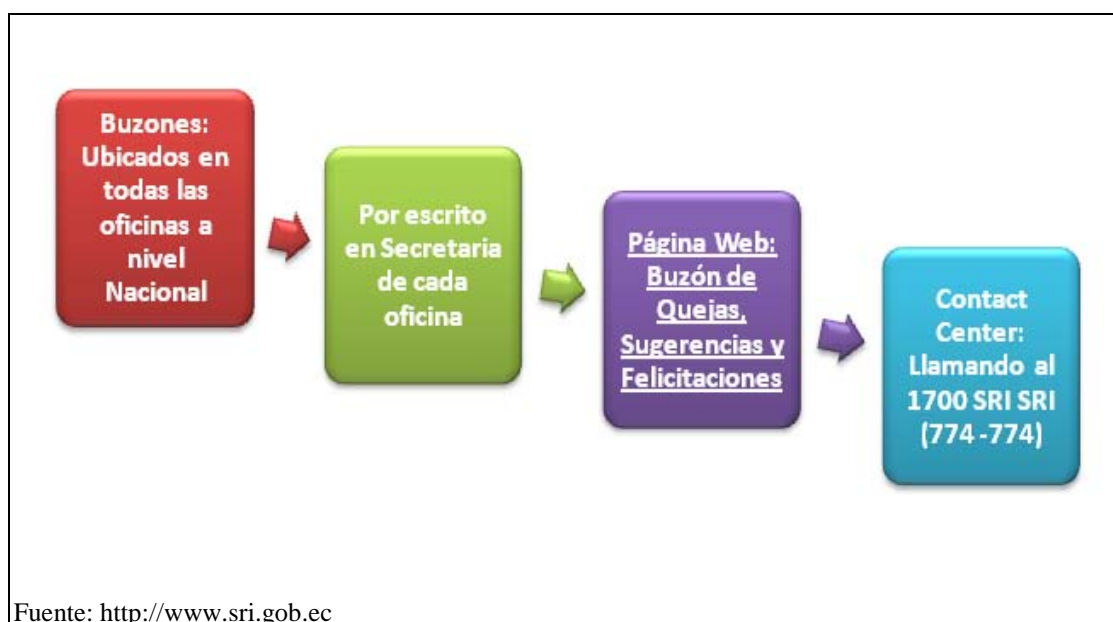 Buzones:
Ubicados en
todas las
oficinas a
nivel
Nacional
Por escrito
en Secretaria
de cada
oficina
Página Web:
Buzón de
Quejas,
Sugerencias y
Felicitaciones
Contact
Center:
Llamando al
1700 SRI SRI
(774 -774)
Fuente: http://www.sri.gob.ec